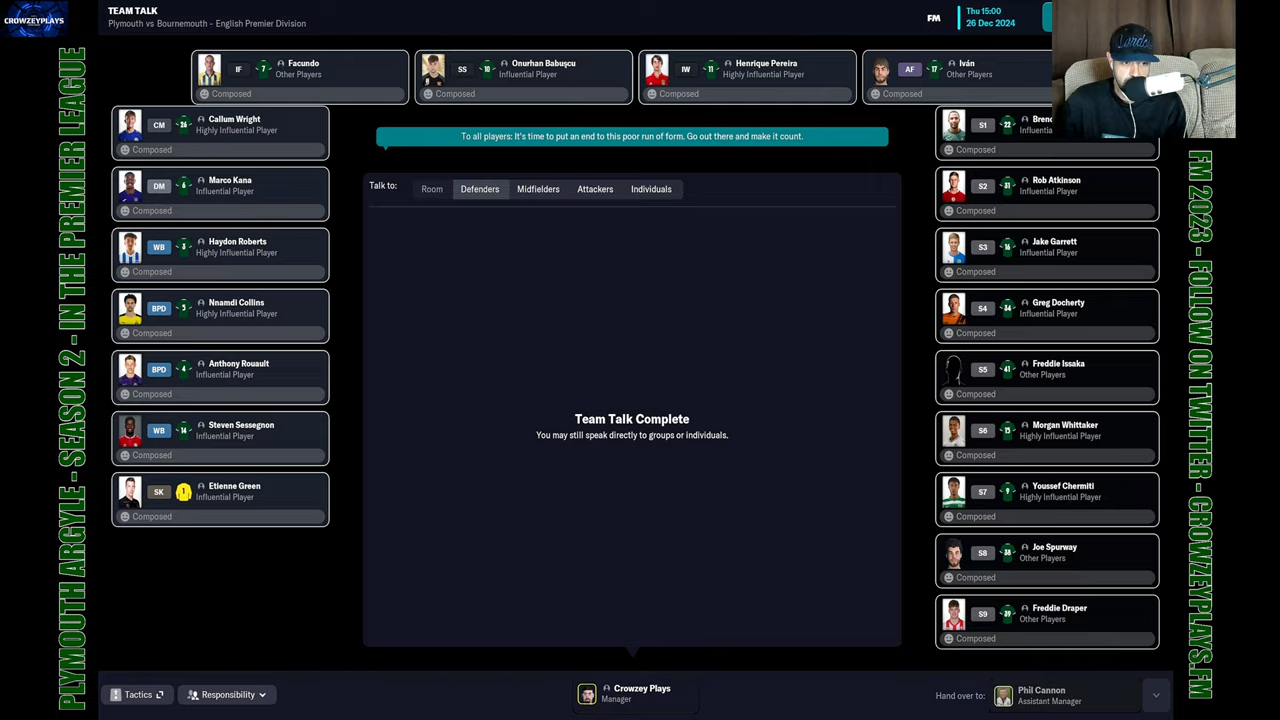 CROWZEYPLAYS
TEAM TALK
Plymouth vs Bournemouth - English Premier Division
FM
Thu 15:00
26 Dec 2024
IF
7
Facundo
Other Players
Composed
SS
10
Onurhan Babuşcu
Influential Player
Composed
IW
11
Henrique Pereira
Highly Influential Player
Composed
AF
17
Iván
Other Players
Composed
CM
26
Callum Wright
Highly Influential Player
Composed
DM
6
Marco Kana
Influential Player
Composed
WB
3
Haydon Roberts
Highly Influential Player
Composed
BPD
5
Nnamdi Collins
Highly Influential Player
Composed
BPD
4
Anthony Rouault
Influential Player
Composed
WB
14
Steven Sessegnon
Influential Player
Composed
SK
1
Etienne Green
Influential Player
Composed
To all players: It's time to put an end to this poor run of form. Go out there and make it count.
Talk to:
Room
Defenders
Midfielders
Attackers
Individuals
Team Talk Complete
You may still speak directly to groups or individuals.
S1
22
Influential
Composed
S2
31
Rob Atkinson
Influential Player
Composed
S3
16
Jake Garrett
Influential Player
Composed
S4
34
Greg Docherty
Influential Player
Composed
S5
41
Freddie Issaka
Other Players
Composed
S6
15
Morgan Whittaker
Highly Influential Player
Composed
S7
9
Youssef Chermiti
Highly Influential Player
Composed
S8
38
Joe Spurway
Other Players
Composed
S9
39
Freddie Draper
Other Players
Composed
Tactics
Responsibility
Crowzey Plays
Manager
Hand over to:
Phil Cannon
Assistant Manager
PLYMOUTH ARGYLE - SEASON 2 - IN THE PREMIER LEAGUE
FM 2023 - FOLLOW ON TWITTER - CROWZEYPLAYS.FM